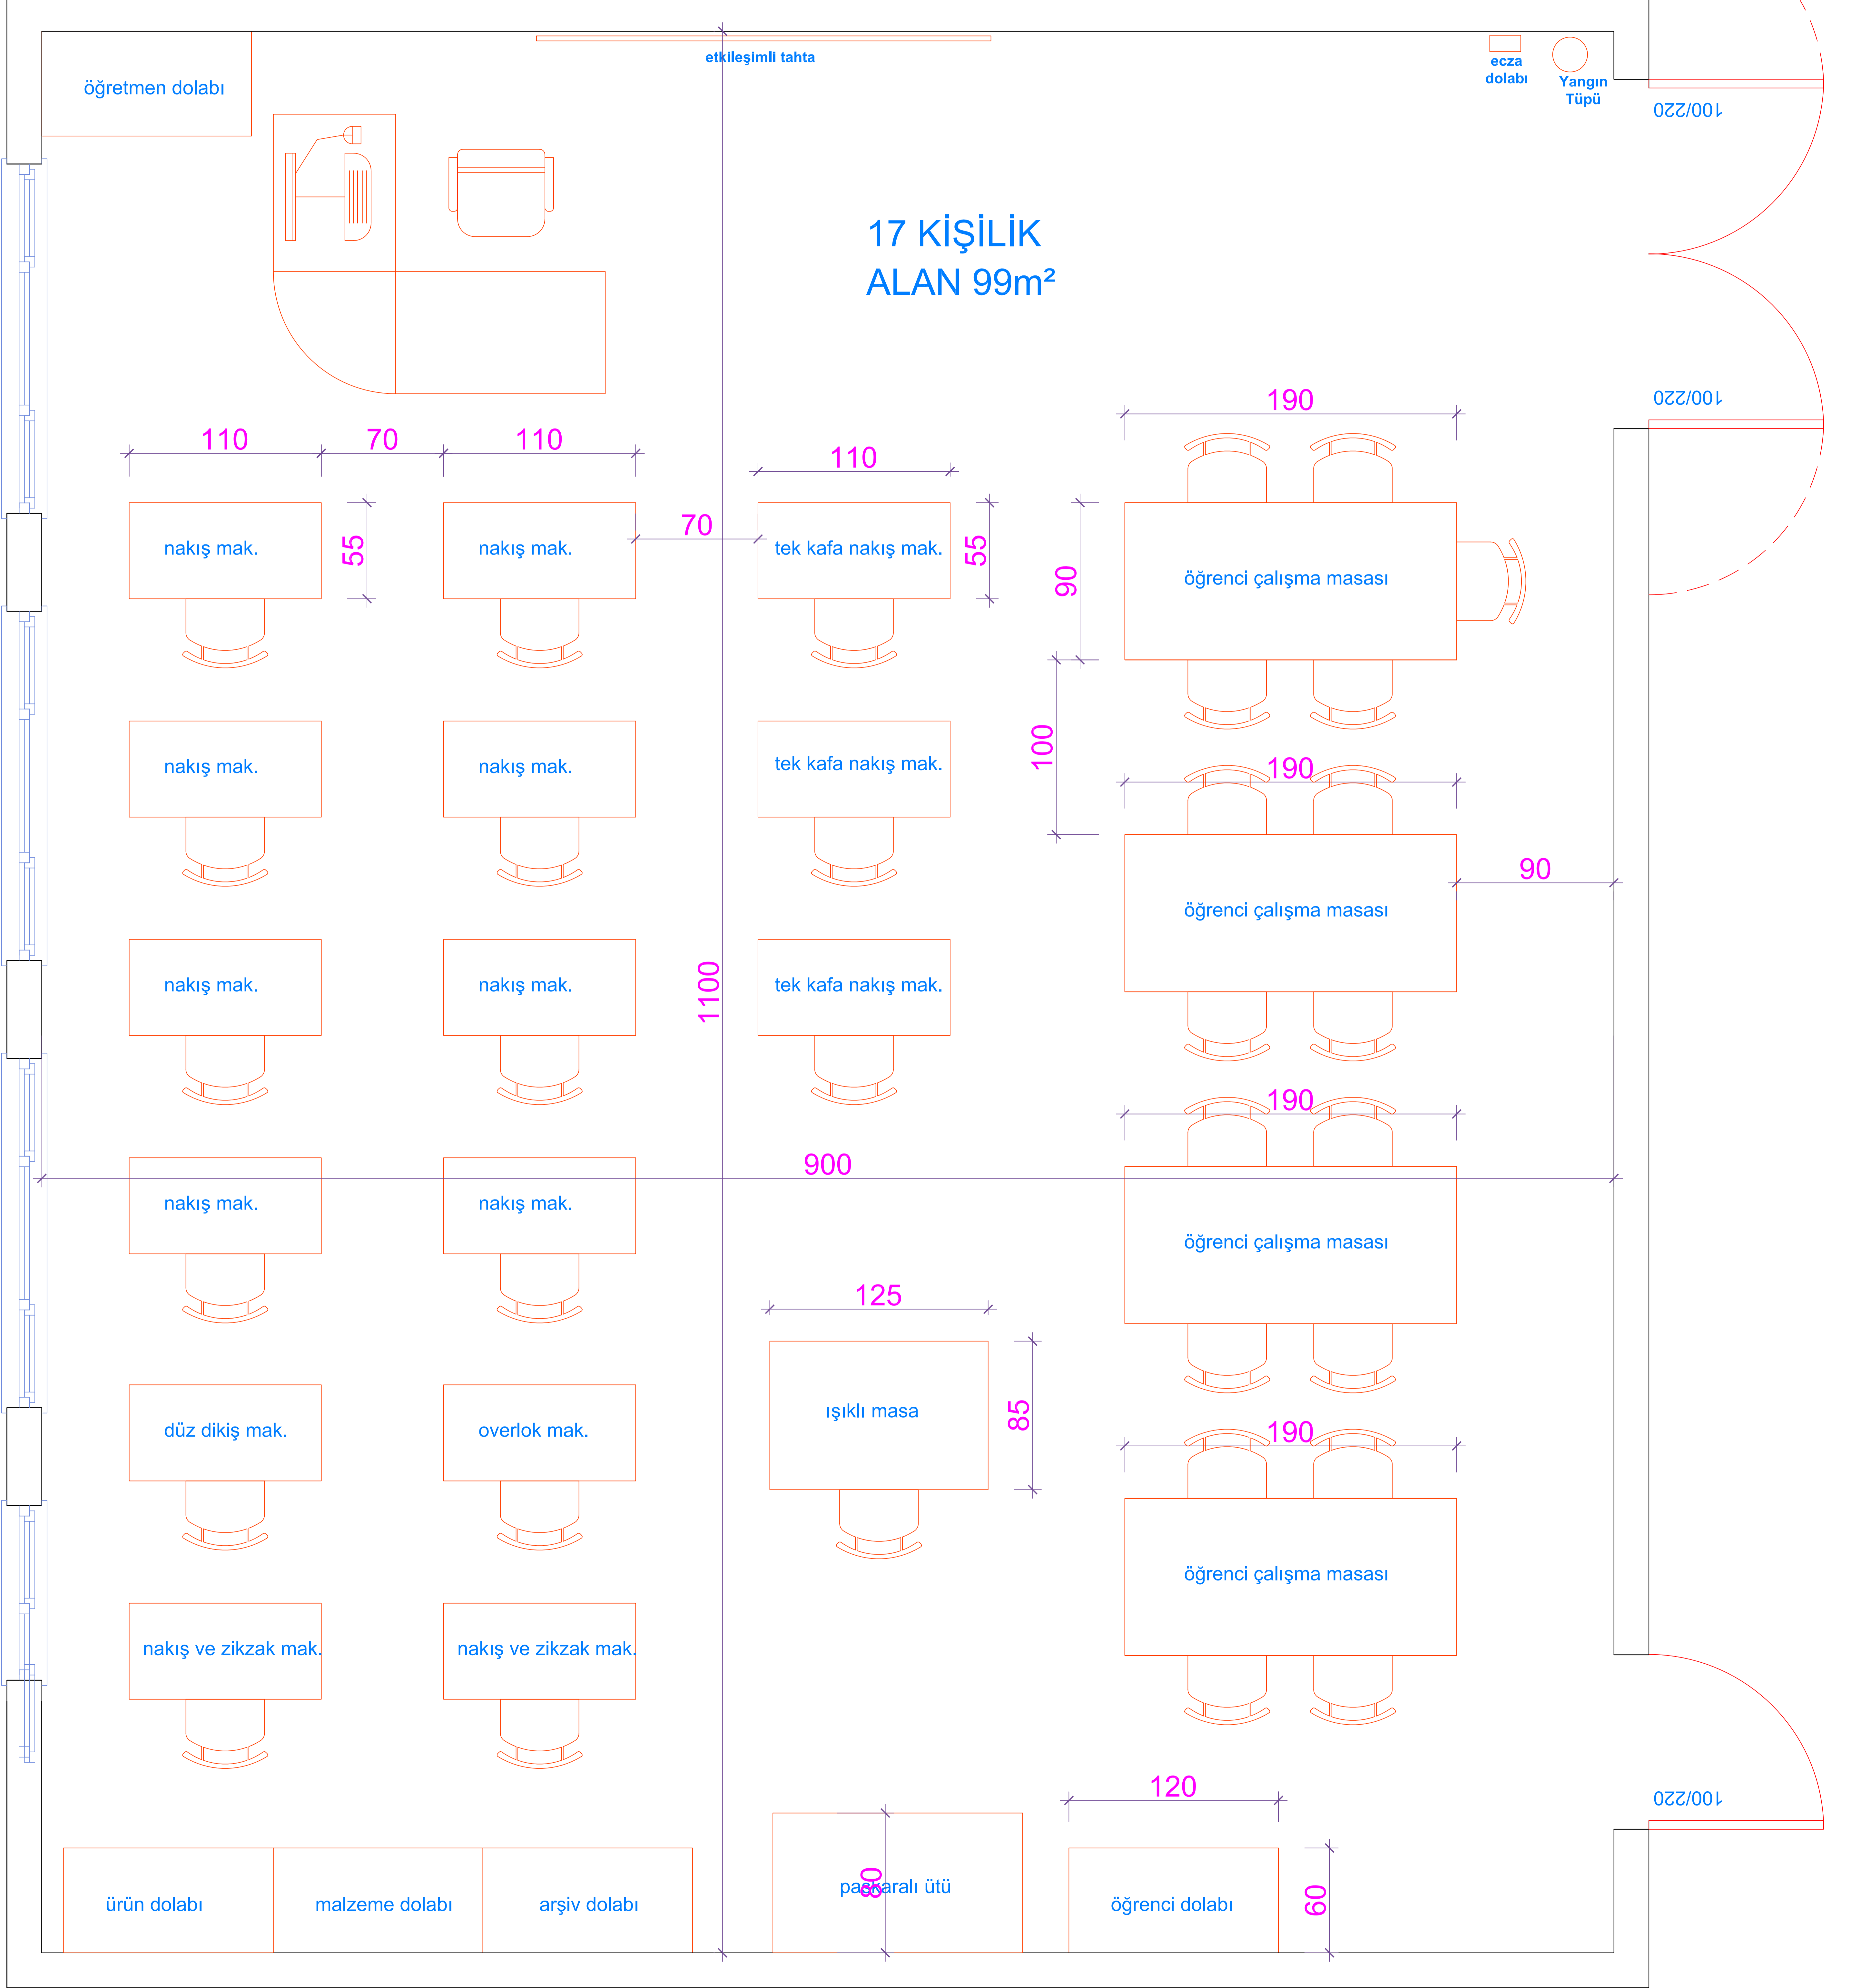 etkileşimli tahta
ecza
dolabı
Yangın
Tüpü
öğretmen dolabı
100/220
17 KİŞİLİK
ALAN 99m²
100/220
190
110
70
110
110
nakış mak.
55
nakış mak.
70
tek kafa nakış mak.
55
90
öğrenci çalışma masası
100
nakış mak.
nakış mak.
tek kafa nakış mak.
190
90
öğrenci çalışma masası
nakış mak.
nakış mak.
1100
tek kafa nakış mak.
190
900
nakış mak.
nakış mak.
öğrenci çalışma masası
125
ışıklı masa
85
190
düz dikiş mak.
overlok mak.
öğrenci çalışma masası
nakış ve zikzak mak.
nakış ve zikzak mak.
120
100/220
ürün dolabı
malzeme dolabı
arşiv dolabı
80
paskaralı ütü
öğrenci dolabı
60